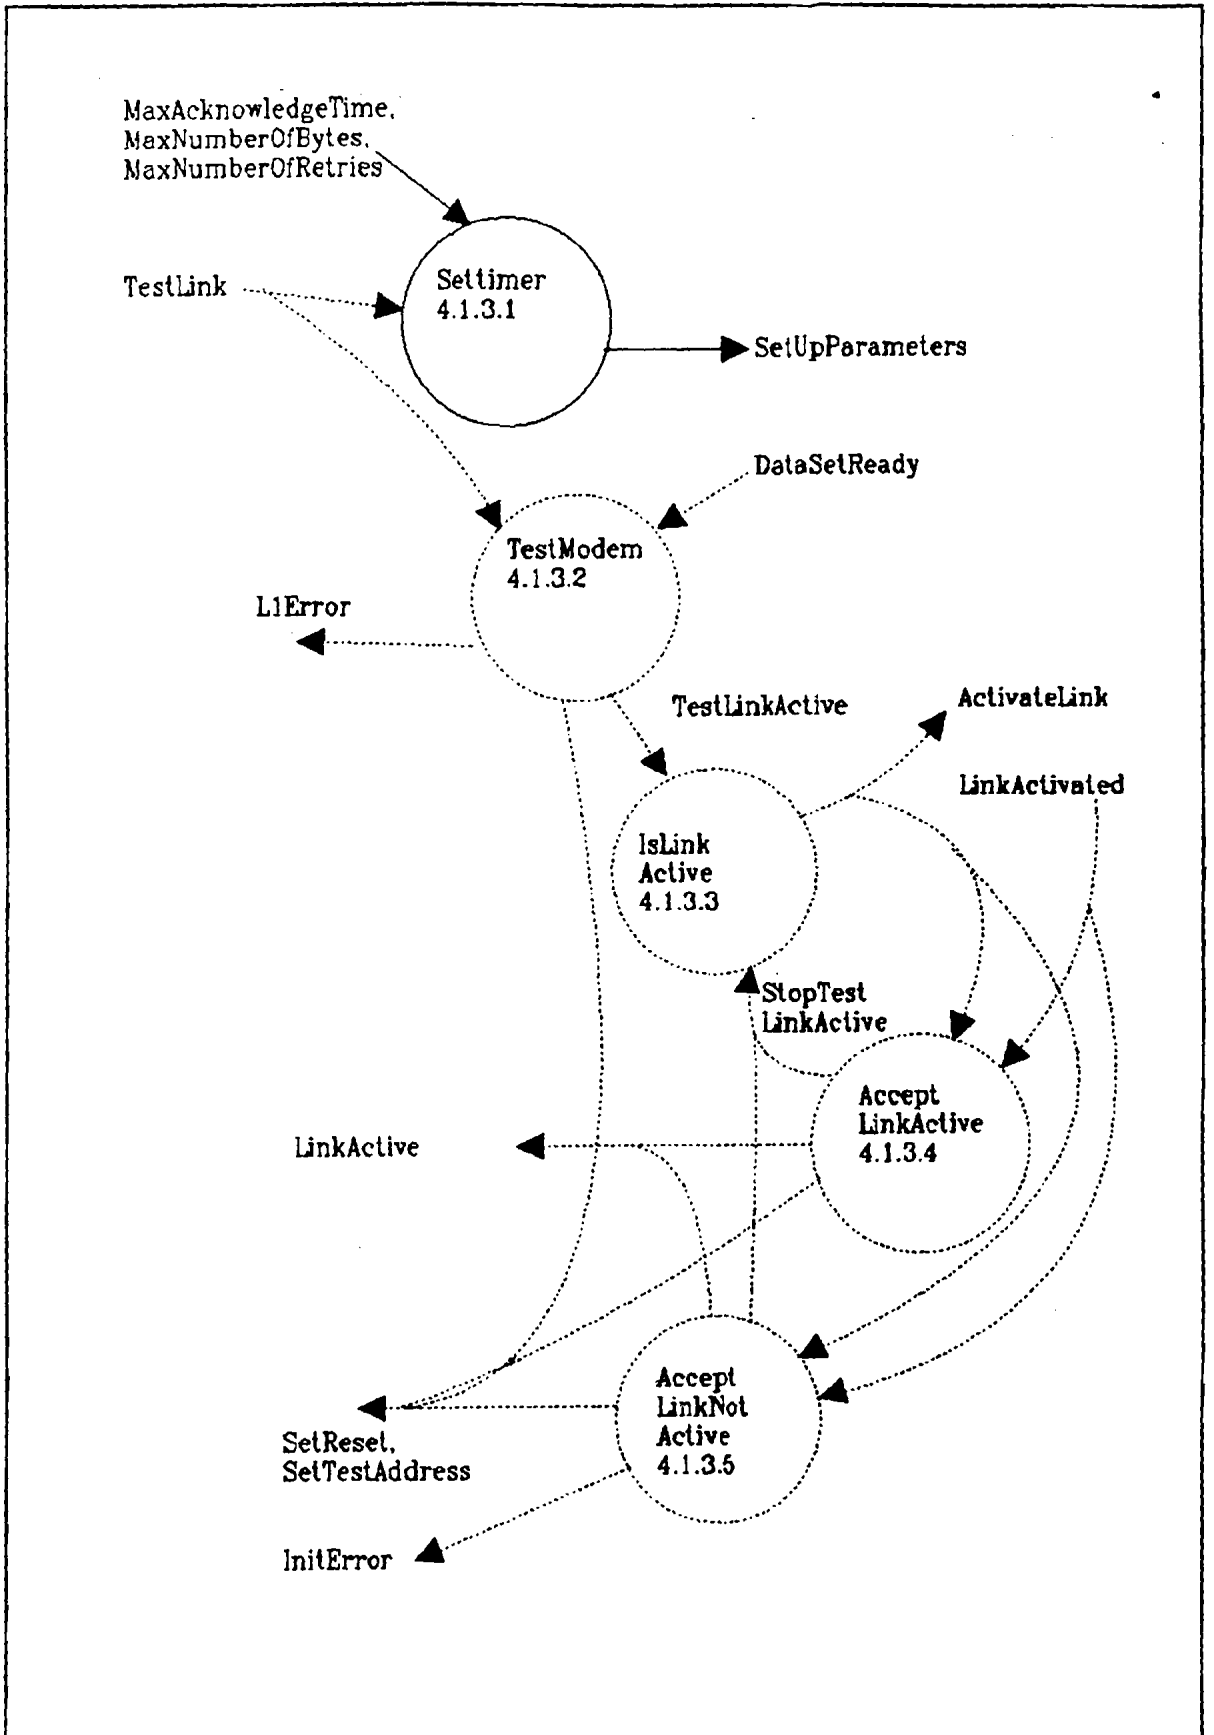 MaxAcknowledgeTime,
MaxNumberOfBytes,
MaxNumberOfRetries
TestLink
Settimer
4.1.3.1
SetUpParameters
DataSetReady
TestModem
4.1.3.2
L1Error
TestLinkActive
ActivateLink
LinkActivated
IsLink
Active
4.1.3.3
StopTest
LinkActive
Accept
LinkActive
4.1.3.4
LinkActive
Accept
LinkNot
Active
4.1.3.5
SetReset,
SetTestAddress
InitError